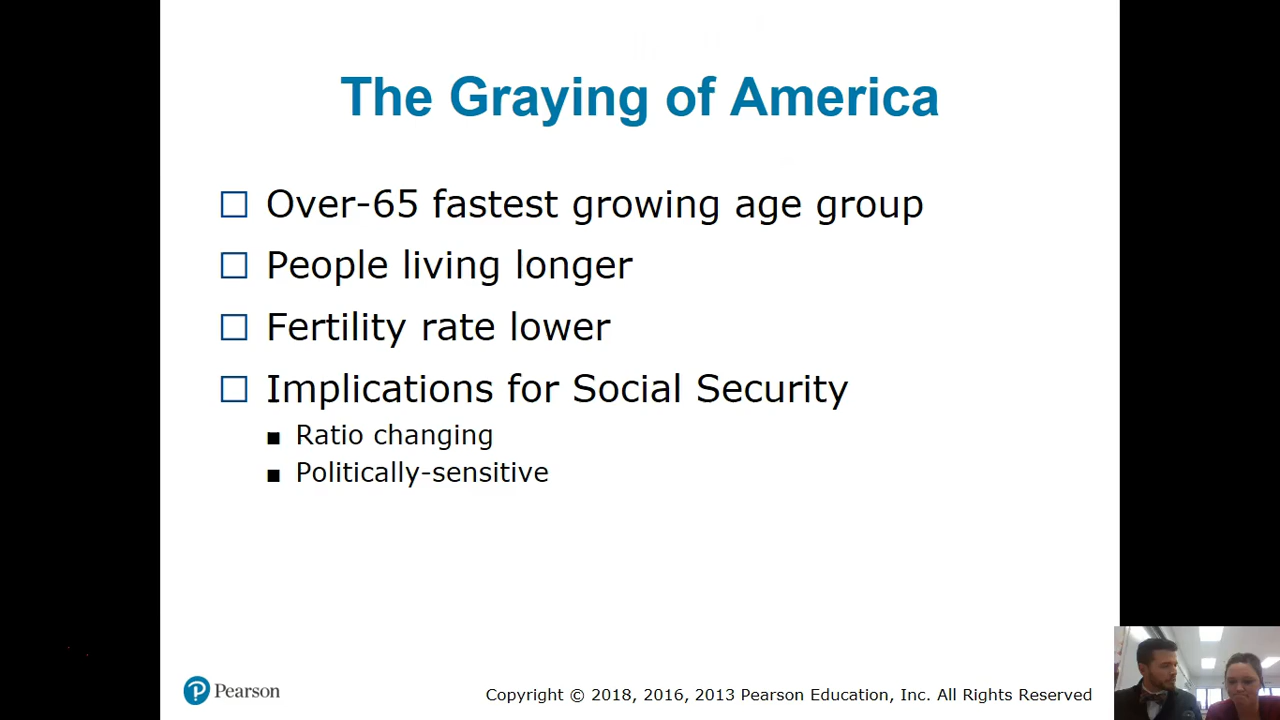 The Graying of America
Over-65 fastest growing age group
People living longer
Fertility rate lower
Implications for Social Security
Ratio changing
Politically-sensitive
Pearson
Copyright © 2018, 2016, 2013 Pearson Education, Inc. All Rights Reserved